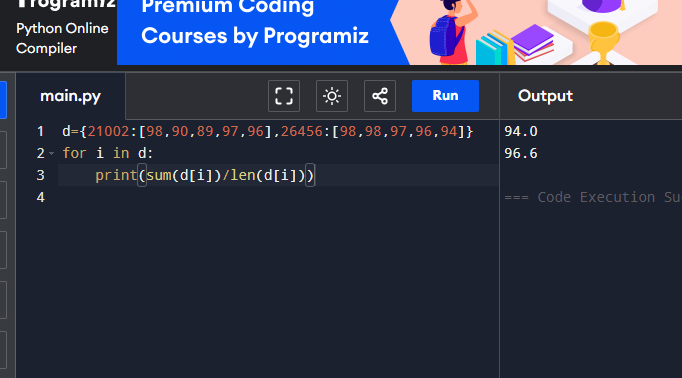 Programiz
Python Online
Compiler
Premium Coding
Courses by Programiz
main.py
Run
Output
1 d={21002:[98,90,89,97,96],26456:[98,98,97,96,94]}
2 for i in d:
3     print(sum(d[i])/len(d[i]))
4
94.0
96.6
=== Code Execution Su